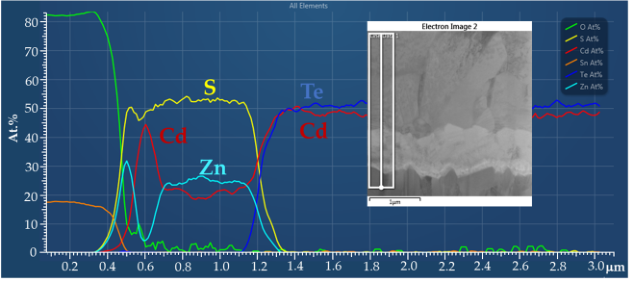 All Elements
Electron Image 2
1µm
O At%
S At%
Cd At%
Sn At%
Te At%
Zn At%
At.%
80
70
60
50
40
30
20
10
0
S
Cd
Zn
Te
Cd
0.2 0.4 0.6 0.8 1.0 1.2 1.4 1.6 1.8 2.0 2.2 2.4 2.6 2.8 3.0 µm